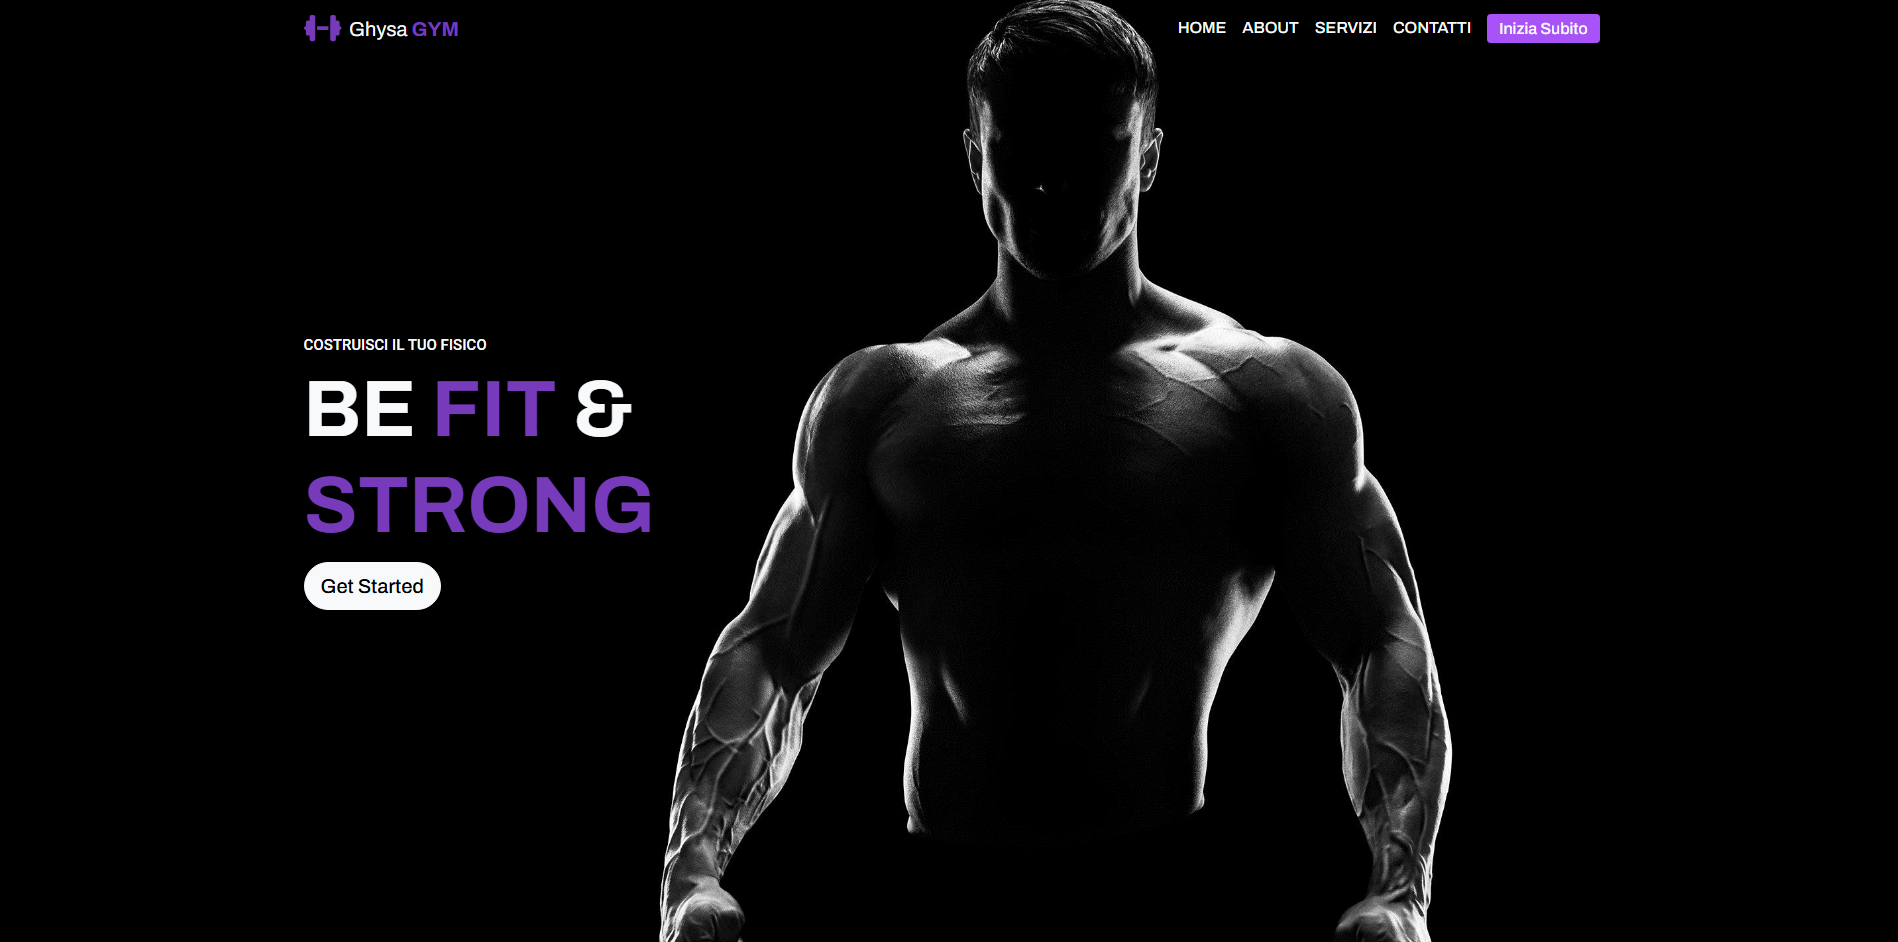 Ghysa GYM
HOME ABOUT SERVIZI CONTATTI Inizia Subito
COSTRUISCI IL TUO FISICO
BE FIT &
STRONG
Get Started